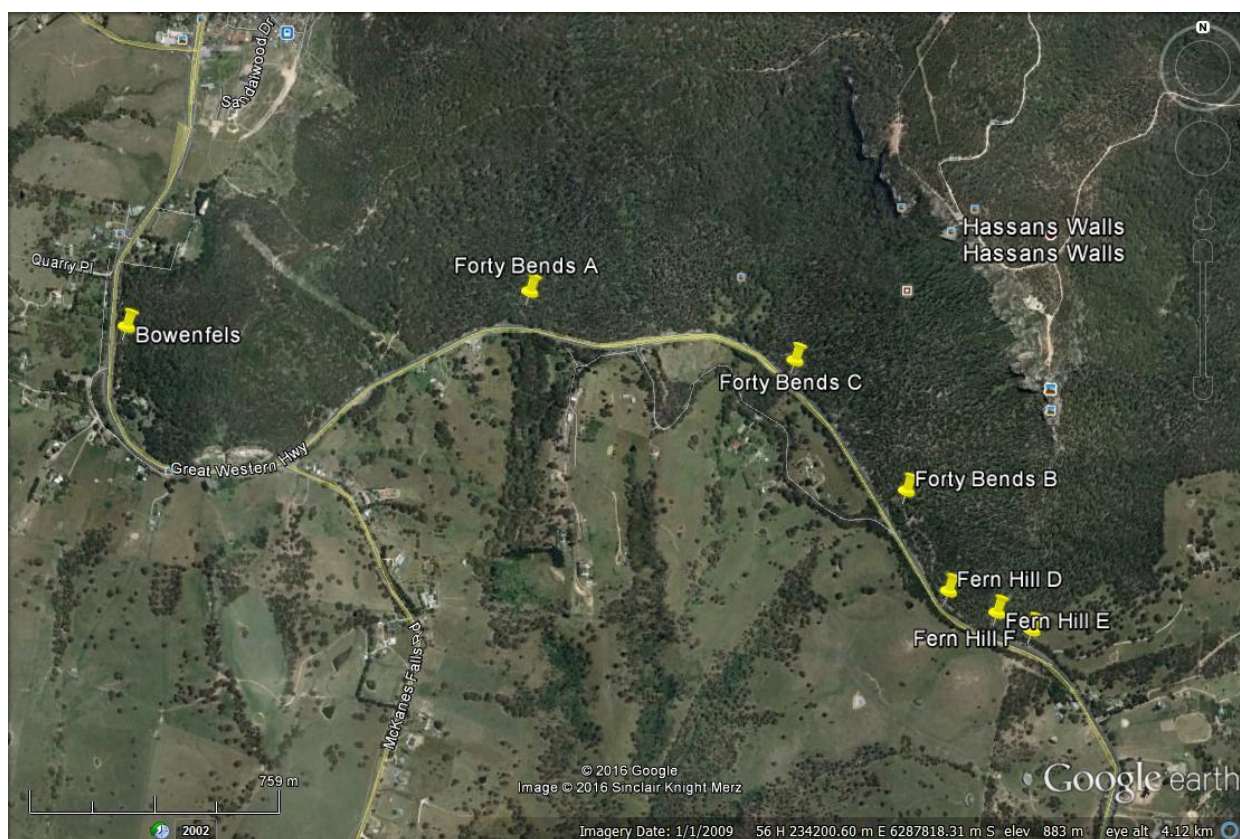 N
Sandalwood Dr
Hassans Walls
Hassans Walls
Quarry Pl
Forty Bends A
Bowenfels
Forty Bends C
Great Western Hwy
Forty Bends B
Fern Hill D
Fern Hill E
Fern Hill F
McKanes Falls Rd
759 m
© 2016 Google
Image © 2016 Sinclair Knight Merz
Google earth
2002
Imagery Date: 1/1/2009 56 H 234200.60 m E 6287818.31 m S elev 883 m eye alt 4.12 km